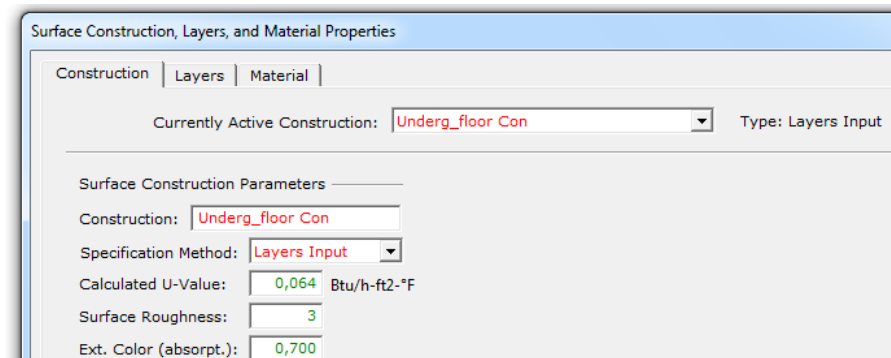 Surface Construction, Layers, and Material Properties
Construction Layers Material
Currently Active Construction: Underg_floor Con Type: Layers Input
Surface Construction Parameters
Construction: Underg_floor Con
Specification Method: Layers Input
Calculated U-Value: 0,064 Btu/h-ft2-°F
Surface Roughness: 3
Ext. Color (absorpt.): 0,700